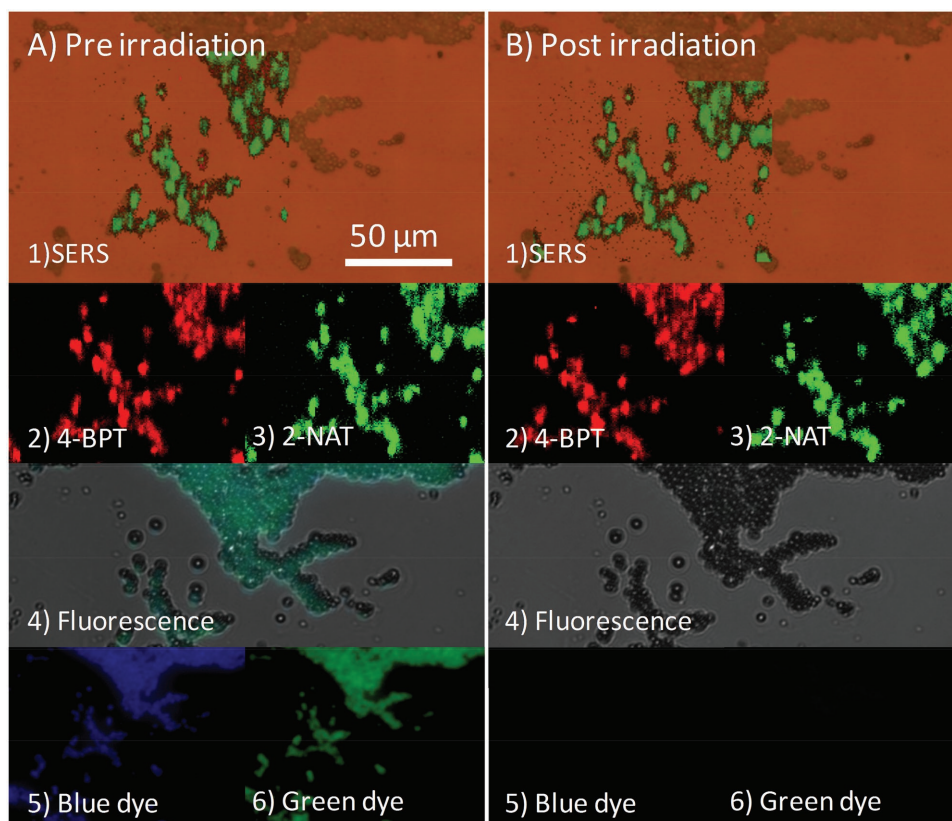 A) Pre irradiation
1)SERS
50 µm
2) 4-BPT
3) 2-NAT
4) Fluorescence
5) Blue dye
6) Green dye
B) Post irradiation
1)SERS
2) 4-BPT
3) 2-NAT
4) Fluorescence
5) Blue dye
6) Green dye